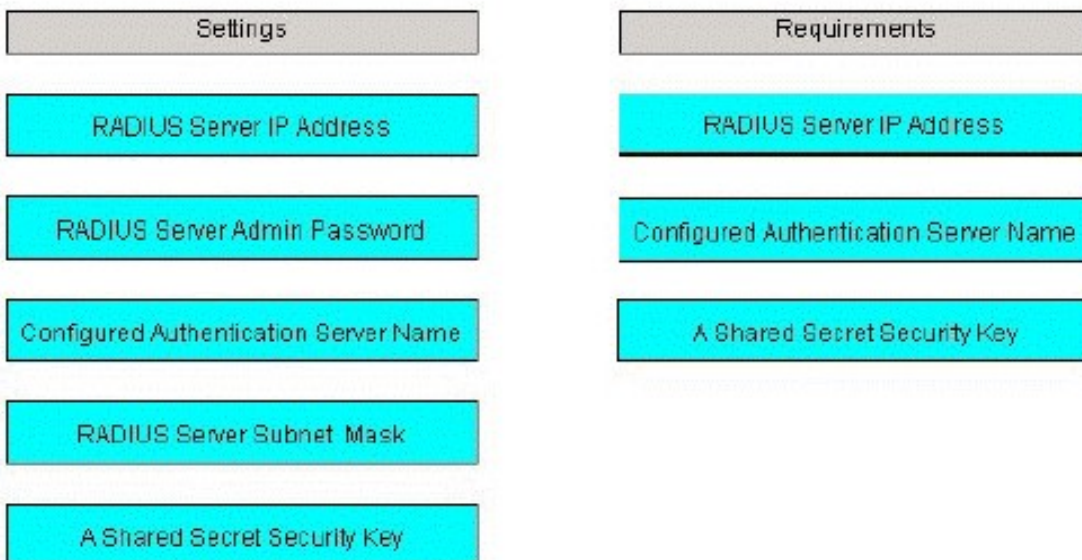 Settings
RADIUS Server IP Address
RADIUS Server Admin Password
Configured Authentication Server Name
RADIUS Server Subnet Mask
A Shared Secret Security Key
Requirements
RADIUS Server IP Address
Configured Authentication Server Name
A Shared Secret Security Key